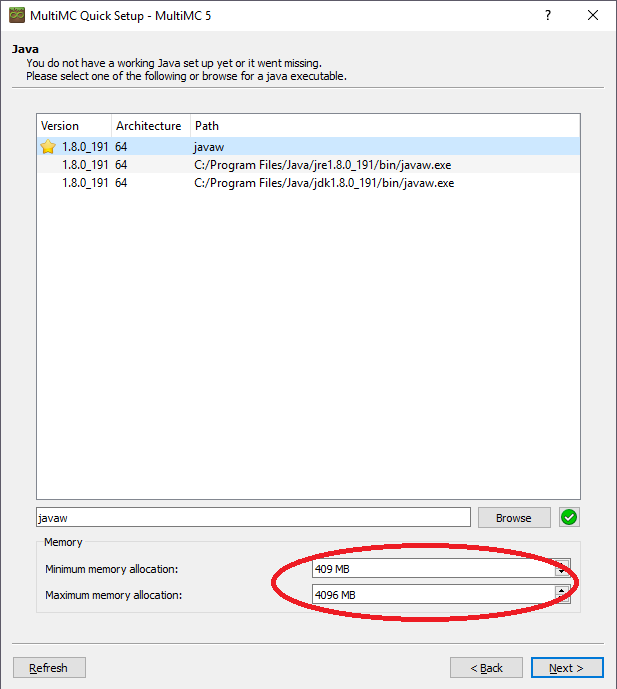 MultiMC Quick Setup - MultiMC 5
?
Java
You do not have a working Java set up yet or it went missing.
Please select one of the following or browse for a java executable.
Version Architecture Path
1.8.0_191 64 javaw
1.8.0_191 64 C:/Program Files/Java/jre1.8.0_191/bin/javaw.exe
1.8.0_191 64 C:/Program Files/Java/jdk1.8.0_191/bin/javaw.exe
javaw Browse
Memory
Minimum memory allocation: 409 MB
Maximum memory allocation: 4096 MB
Refresh < Back Next >